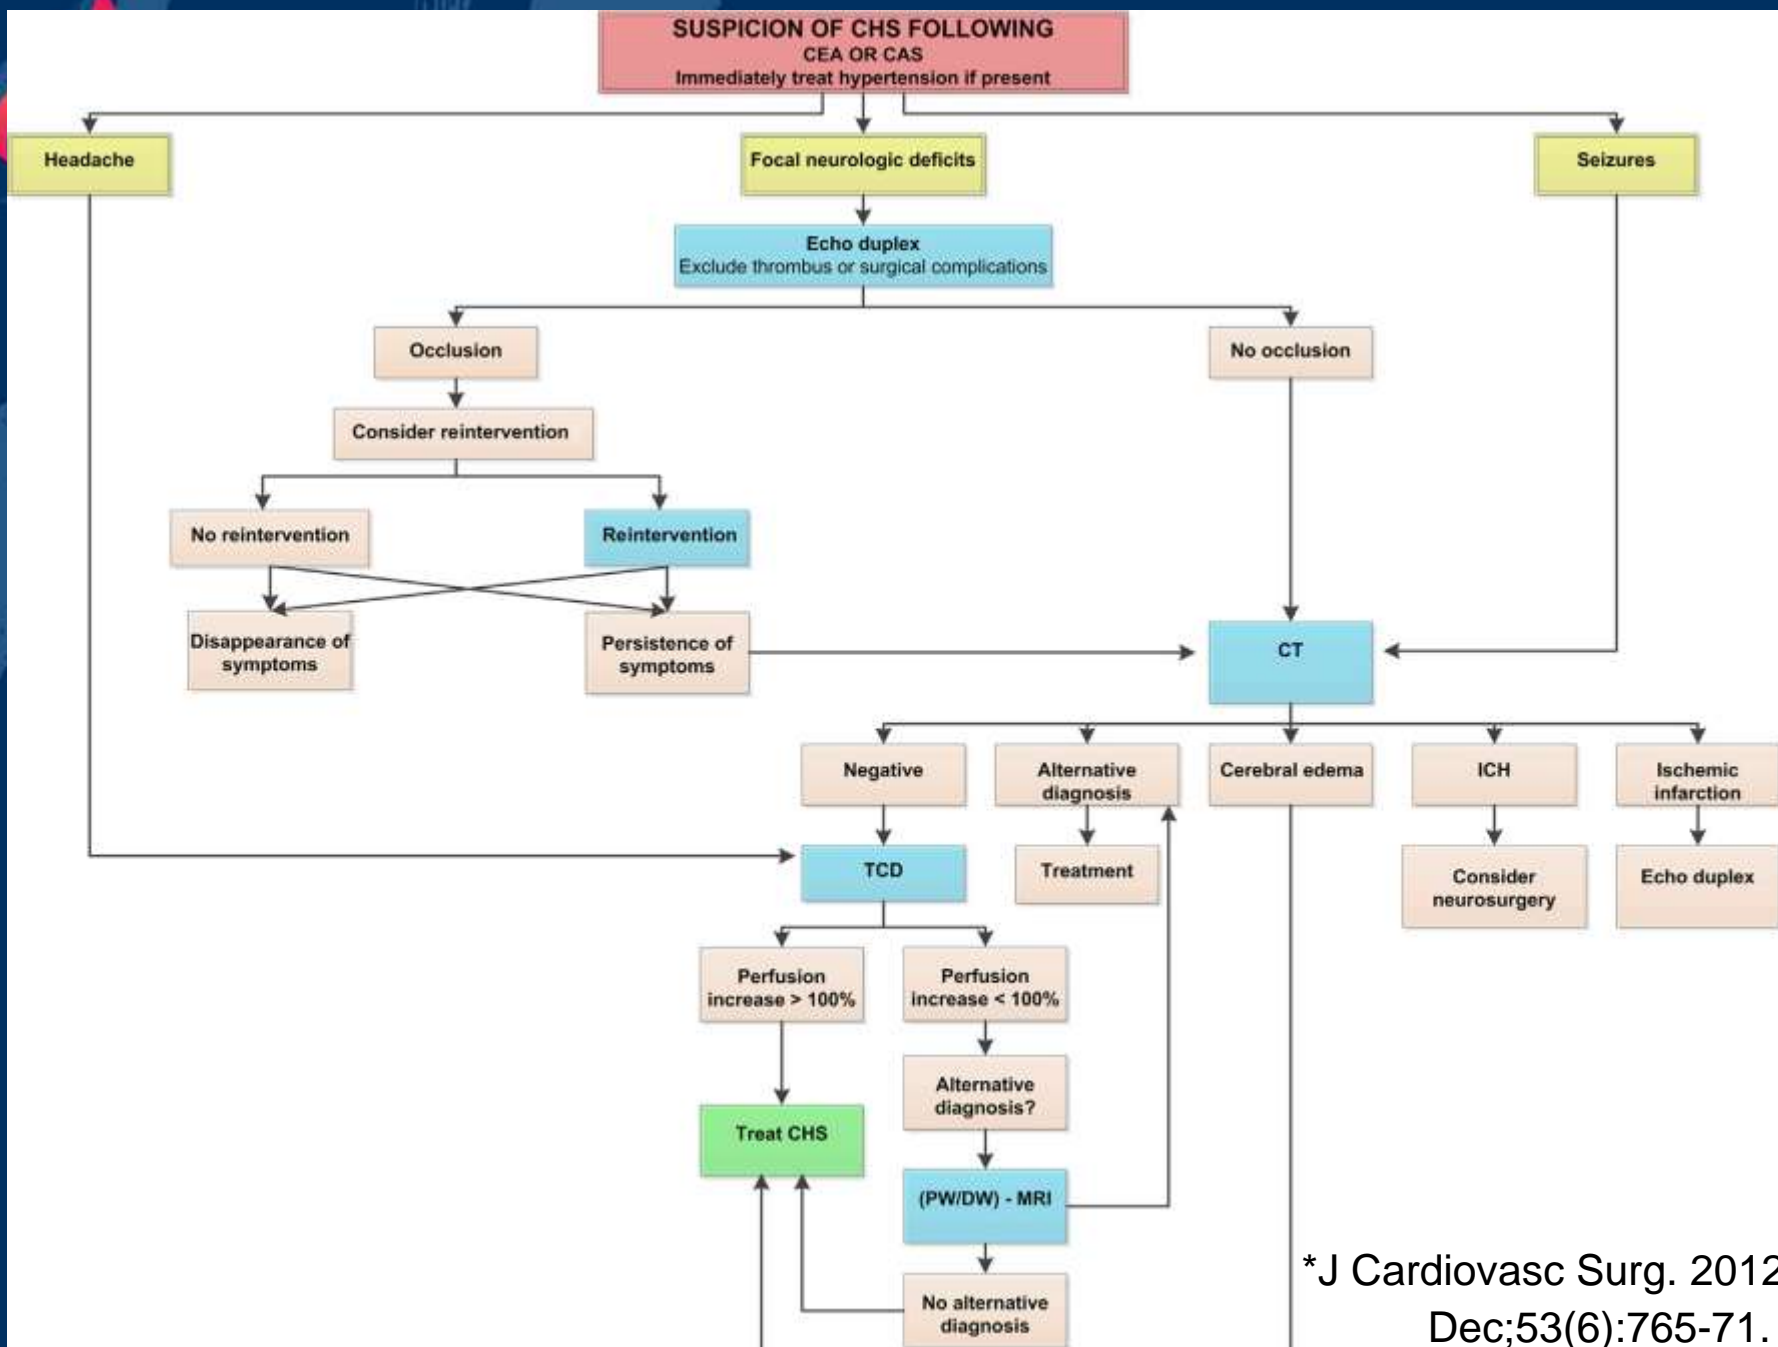 SUSPICION OF CHS FOLLOWING
CEA OR CAS
Immediately treat hypertension if present
Headache
Focal neurologic deficits
Seizures
Echo duplex
Exclude thrombus or surgical complications
Occlusion
No occlusion
Consider reintervention
No reintervention
Reintervention
Disappearance of
symptoms
Persistence of
symptoms
CT
Negative
Alternative
diagnosis
Cerebral edema
ICH
Ischemic
infarction
TCD
Treatment
Consider
neurosurgery
Echo duplex
Perfusion
increase > 100%
Perfusion
increase < 100%
Alternative
diagnosis?
Treat CHS
(PW/DW) - MRI
No alternative
diagnosis
*J Cardiovasc Surg. 2012
Dec;53(6):765-71.